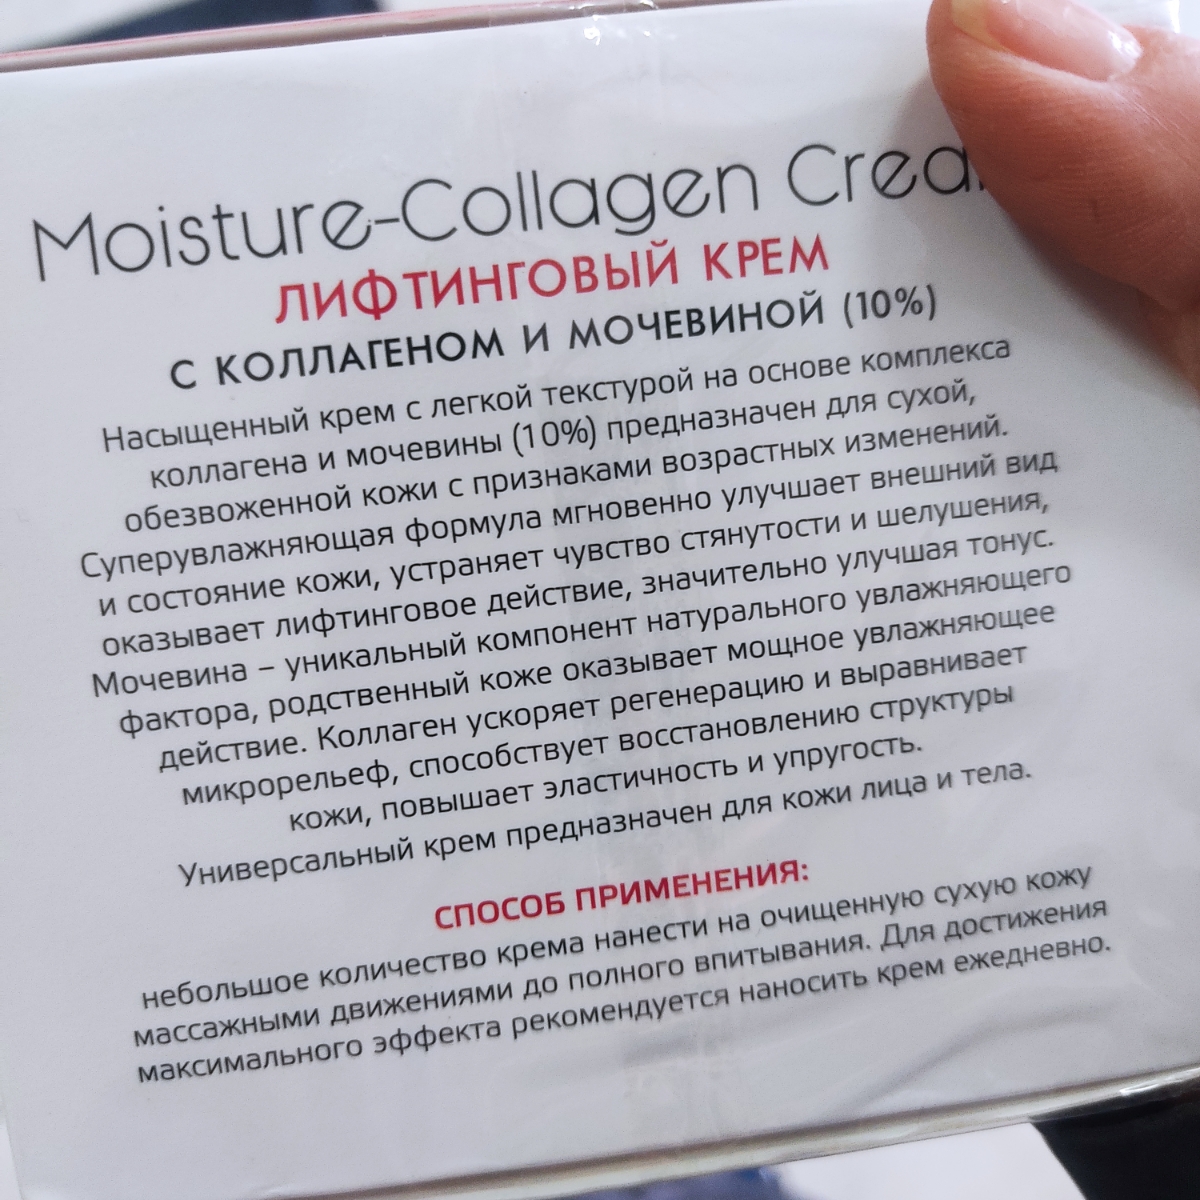 Moisture-Collagen
ЛИФТИНГОВЫЙ КРЕМ
С КОЛЛАГЕНОМ И МОЧЕВИНОЙ (10%)
Насыщенный крем с легкой текстурой на основе комплекса
коллагена и мочевины (10%) предназначен для сухой,
обезвоженной кожи с признаками возрастных изменений.
Суперувлажняющая формула мгновенно улучшает внешний вид
и состояние кожи, устраняет чувство стянутости и шелушения,
оказывает лифтинговое действие, значительно улучшая тонус.
Мочевина – уникальный компонент натурального увлажняющего
фактора, родственный коже оказывает мощное увлажняющее
действие. Коллаген ускоряет регенерацию и выравнивает
микрорельеф, способствует восстановлению структуры
кожи, повышает эластичность и упругость.
Универсальный крем предназначен для кожи лица и тела.
СПОСОБ ПРИМЕНЕНИЯ:
небольшое количество крема нанести на очищенную сухую кожу
массажными движениями до полного впитывания. Для достижения
максимального эффекта рекомендуется наносить крем ежедневно.